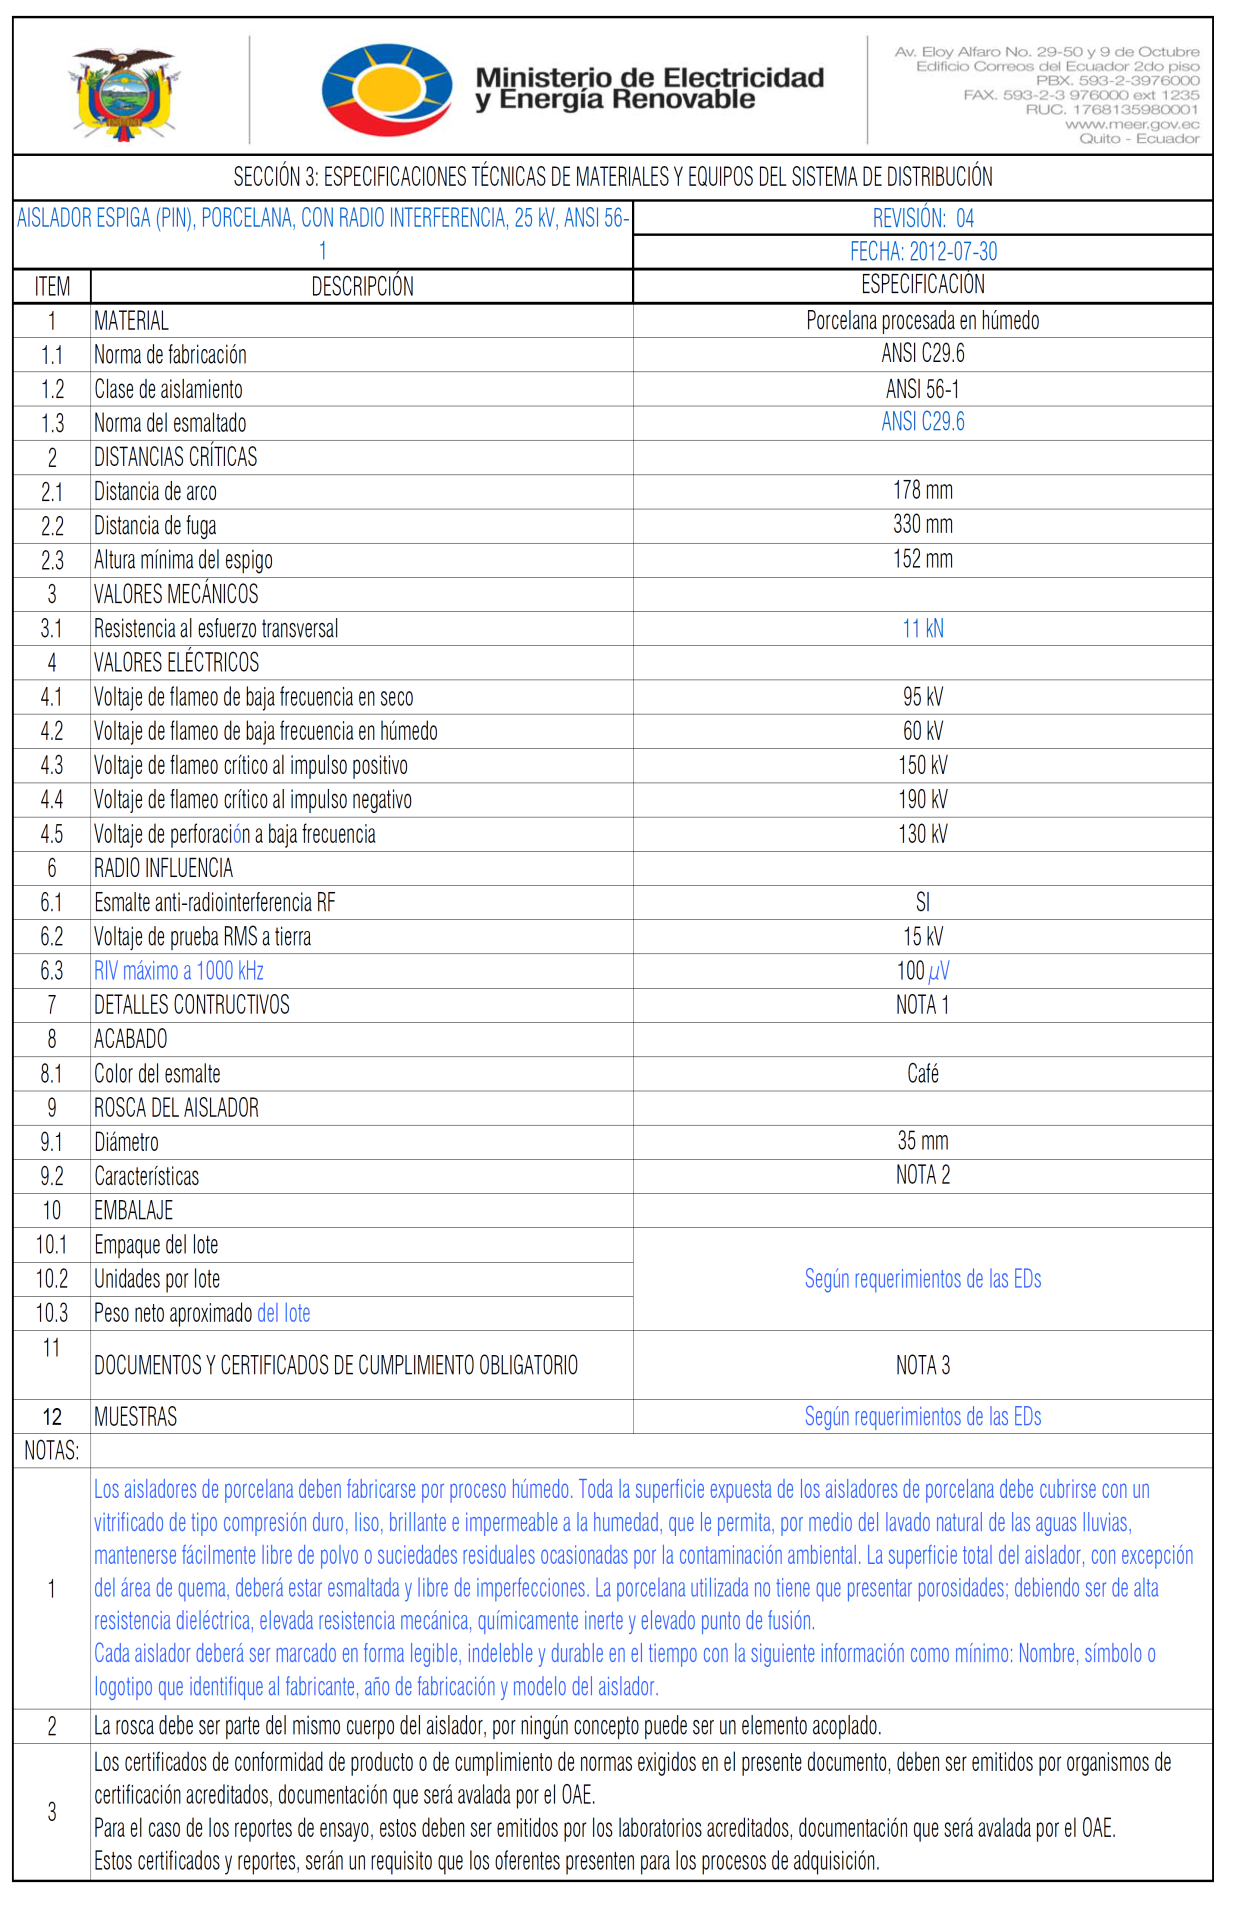 Ministerio de Electricidad
y Energía Renovable
Av. Eloy Alfaro No. 29-50 y 9 de Octubre
Edificio Correos del Ecuador 2do piso
PBX. 593-2-3976000
FAX. 593-2-3 976000 ext 1235
RUC. 1768135980001
www.meer.gov.ec
Quito - Ecuador
SECCIÓN 3: ESPECIFICACIONES TÉCNICAS DE MATERIALES Y EQUIPOS DEL SISTEMA DE DISTRIBUCIÓN
AISLADOR ESPIGA (PIN), PORCELANA, CON RADIO INTERFERENCIA, 25 kV, ANSI 56-
1
REVISIÓN: 04
FECHA: 2012-07-30
ITEM DESCRIPCIÓN ESPECIFICACIÓN
1 MATERIAL Porcelana procesada en húmedo
1.1 Norma de fabricación ANSI C29.6
1.2 Clase de aislamiento ANSI 56-1
1.3 Norma del esmaltado ANSI C29.6
2 DISTANCIAS CRÍTICAS
2.1 Distancia de arco 178 mm
2.2 Distancia de fuga 330 mm
2.3 Altura mínima del espigo 152 mm
3 VALORES MECÁNICOS
3.1 Resistencia al esfuerzo transversal 11 kN
4 VALORES ELÉCTRICOS
4.1 Voltaje de flameo de baja frecuencia en seco 95 kV
4.2 Voltaje de flameo de baja frecuencia en húmedo 60 kV
4.3 Voltaje de flameo crítico al impulso positivo 150 kV
4.4 Voltaje de flameo crítico al impulso negativo 190 kV
4.5 Voltaje de perforación a baja frecuencia 130 kV
6 RADIO INFLUENCIA
6.1 Esmalte anti-radiointerferencia RF SI
6.2 Voltaje de prueba RMS a tierra 15 kV
6.3 RIV máximo a 1000 kHz 100 µV
7 DETALLES CONTRUCTIVOS NOTA 1
8 ACABADO
8.1 Color del esmalte Café
9 ROSCA DEL AISLADOR
9.1 Diámetro 35 mm
9.2 Características NOTA 2
10 EMBALAJE
10.1 Empaque del lote
10.2 Unidades por lote Según requerimientos de las EDs
10.3 Peso neto aproximado del lote
11 DOCUMENTOS Y CERTIFICADOS DE CUMPLIMIENTO OBLIGATORIO NOTA 3
12 MUESTRAS Según requerimientos de las EDs
NOTAS:
1
Los aisladores de porcelana deben fabricarse por proceso húmedo. Toda la superficie expuesta de los aisladores de porcelana debe cubrirse con un
vitrificado de tipo compresión duro, liso, brillante e impermeable a la humedad, que le permita, por medio del lavado natural de las aguas lluvias,
mantenerse fácilmente libre de polvo o suciedades residuales ocasionadas por la contaminación ambiental. La superficie total del aislador, con excepción
del área de quema, deberá estar esmaltada y libre de imperfecciones. La porcelana utilizada no tiene que presentar porosidades; debiendo ser de alta
resistencia dieléctrica, elevada resistencia mecánica, químicamente inerte y elevado punto de fusión.
Cada aislador deberá ser marcado en forma legible, indeleble y durable en el tiempo con la siguiente información como mínimo: Nombre, símbolo o
logotipo que identifique al fabricante, año de fabricación y modelo del aislador.
2 La rosca debe ser parte del mismo cuerpo del aislador, por ningún concepto puede ser un elemento acoplado.
3
Los certificados de conformidad de producto o de cumplimiento de normas exigidos en el presente documento, deben ser emitidos por organismos de
certificación acreditados, documentación que será avalada por el OAE.
Para el caso de los reportes de ensayo, estos deben ser emitidos por los laboratorios acreditados, documentación que será avalada por el OAE.
Estos certificados y reportes, serán un requisito que los oferentes presenten para los procesos de adquisición.